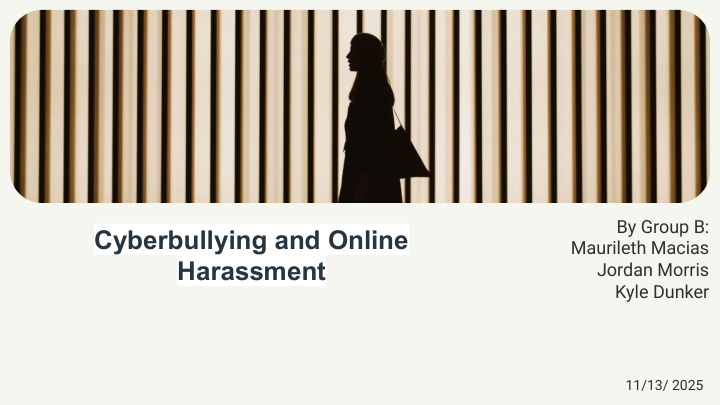 Cyberbullying and Online
Harassment
By Group B:
Maurileth Macias
Jordan Morris
Kyle Dunker
11/13/ 2025